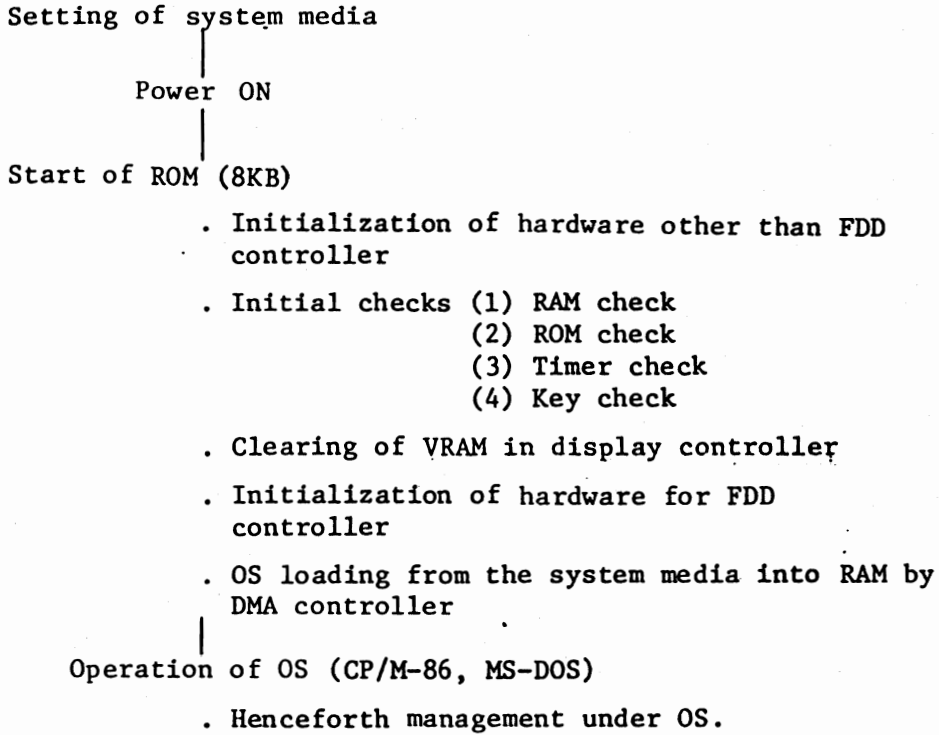 Setting of system media
Power ON
Start of ROM (8KB)
. Initialization of hardware other than FDD
controller
. Initial checks (1) RAM check
(2) ROM check
(3) Timer check
(4) Key check
. Clearing of VRAM in display controller
. Initialization of hardware for FDD
controller
. OS loading from the system media into RAM by
DMA controller
Operation of OS (CP/M-86, MS-DOS)
. Henceforth management under OS.